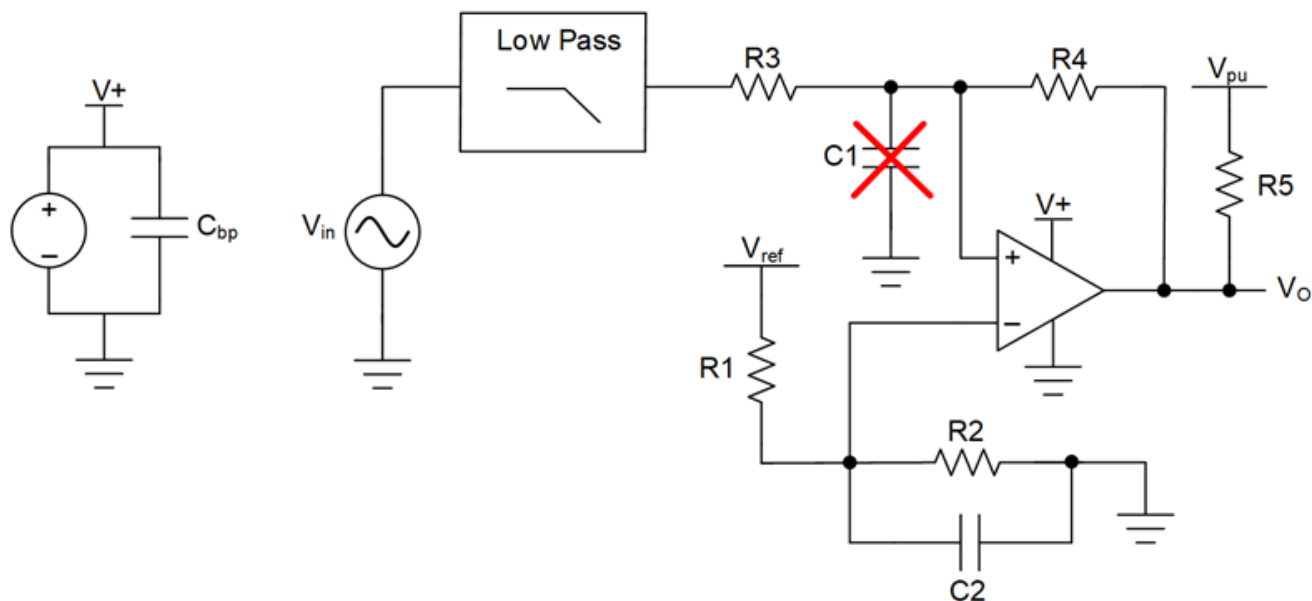 Low Pass
R3
R4
V+
Vpu
C1
R5
+
−
Cbp
Vin
V+
Vref
+
−
VO
R1
R2
C2